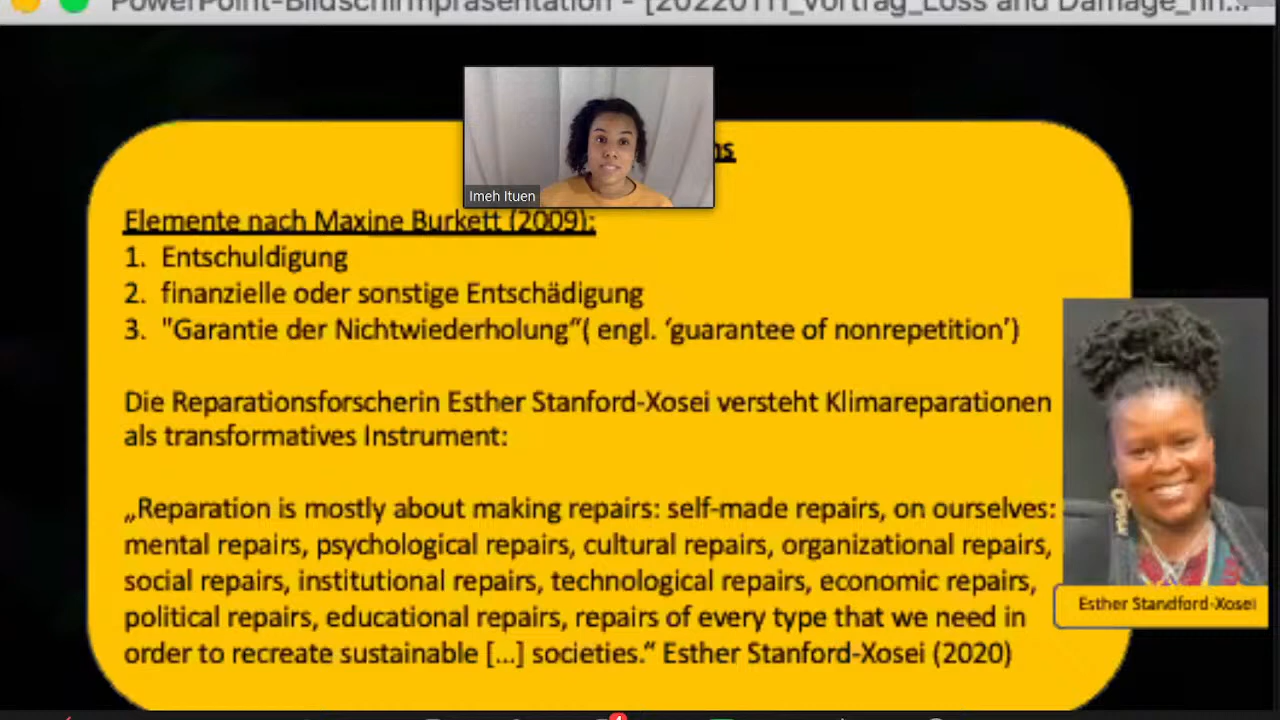 PowerPoint-Bildschirmpräsentation - [20220111_Vortrag_Loss and Damage_fin...
Imeh Ituen
ns
Elemente nach Maxine Burkett (2009):
1. Entschuldigung
2. finanzielle oder sonstige Entschädigung
3. "Garantie der Nichtwiederholung“( engl. ‘guarantee of nonrepetition’)
Die Reparationsforscherin Esther Stanford-Xosei versteht Klimareparationen
als transformatives Instrument:
„Reparation is mostly about making repairs: self-made repairs, on ourselves:
mental repairs, psychological repairs, cultural repairs, organizational repairs,
social repairs, institutional repairs, technological repairs, economic repairs,
political repairs, educational repairs, repairs of every type that we need in
order to recreate sustainable [...] societies.“ Esther Stanford-Xosei (2020)
Esther Standford-Xosei